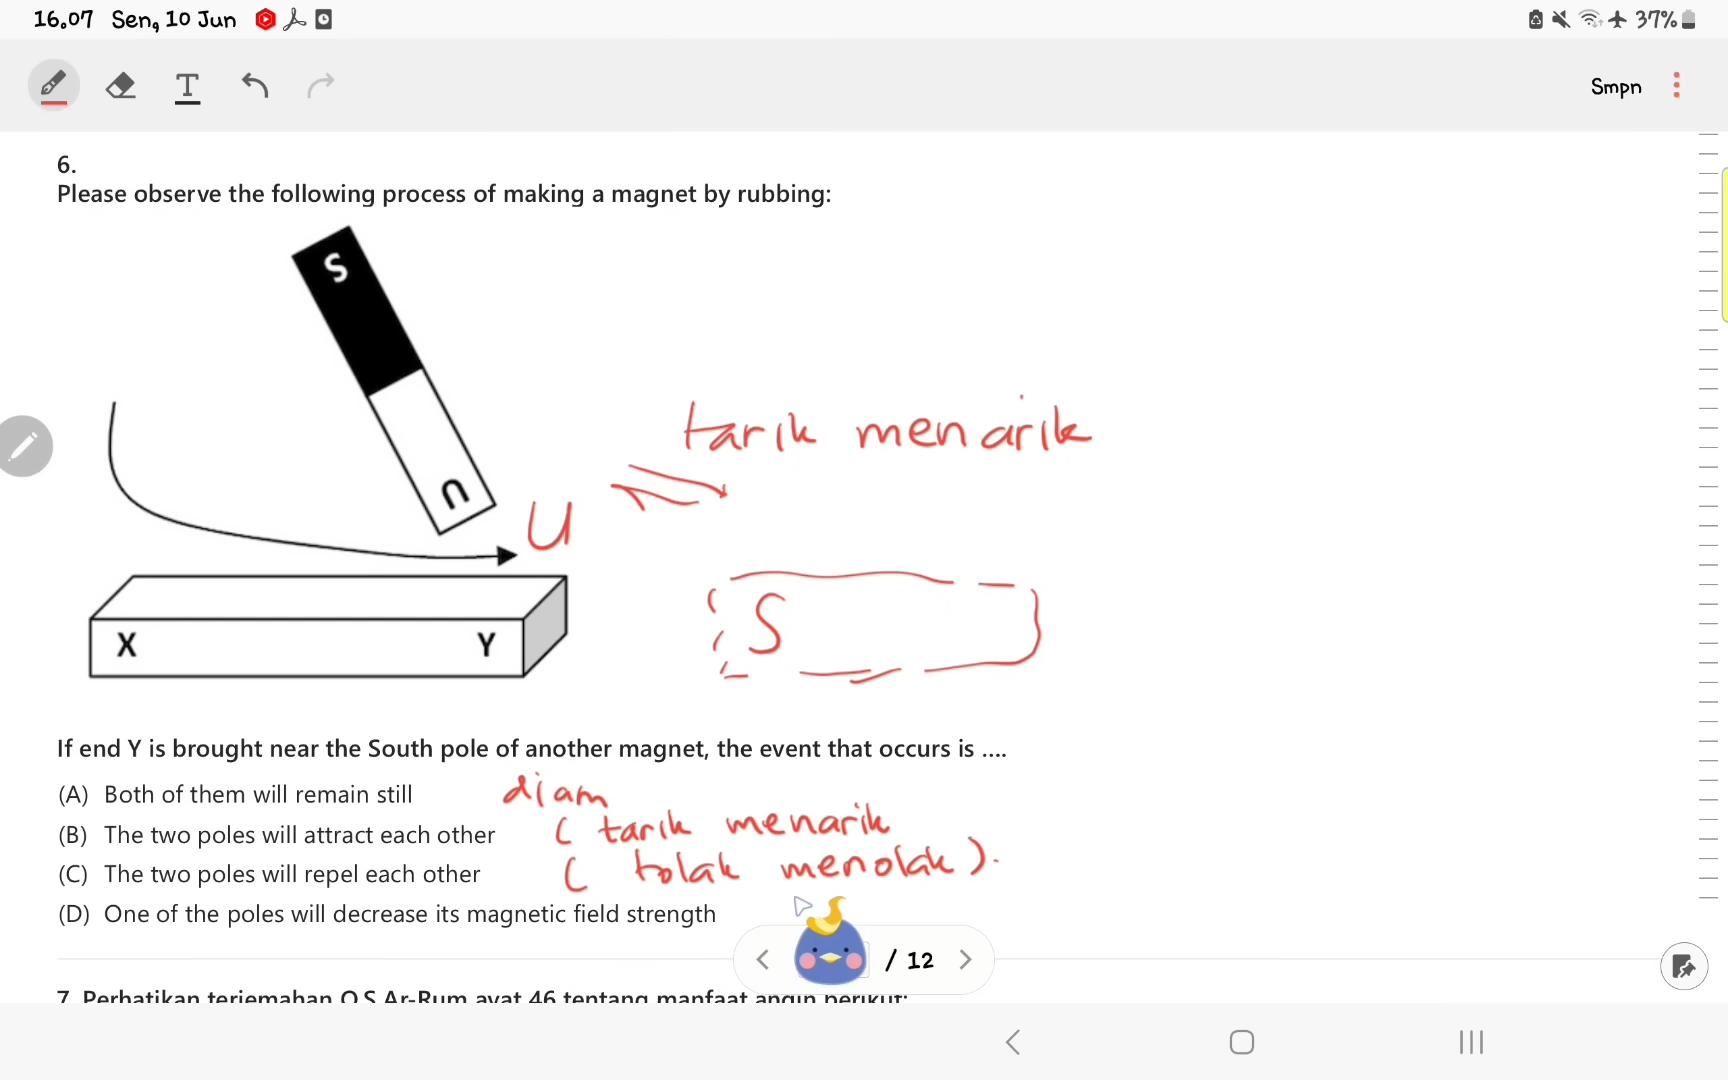 16.07 Sen, 10 Jun
37%
T
Smpn
6.
Please observe the following process of making a magnet by rubbing:
S
n
U
tarik menarik
X
Y
S
If end Y is brought near the South pole of another magnet, the event that occurs is ....
(A) Both of them will remain still
diam
(B) The two poles will attract each other
( tarik menarik
(C) The two poles will repel each other
( tolak menolak ).
(D) One of the poles will decrease its magnetic field strength
/ 12
7. Perhatikan terjemahan Q.S Ar-Rum ayat 46 tentang manfaat angin berikut: